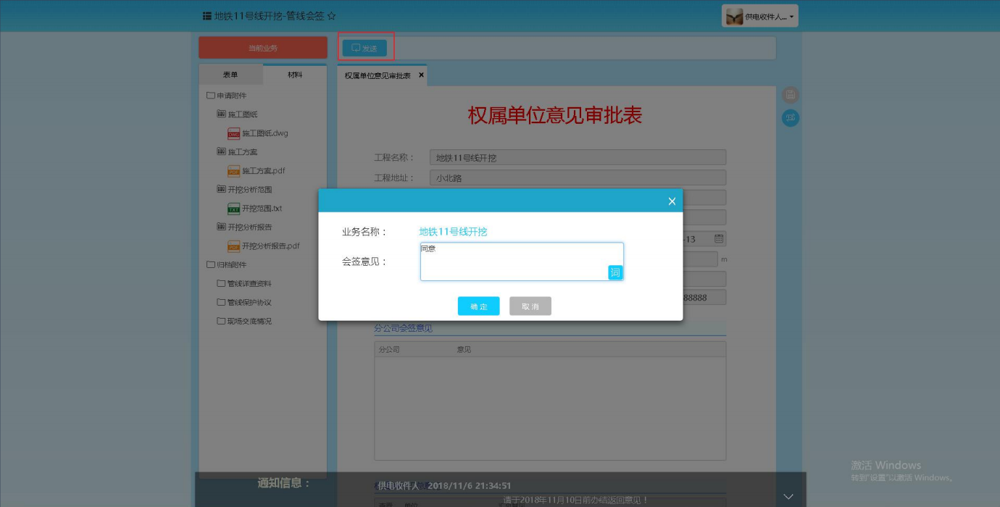 地铁11号线开挖-管线会签
供电收件人...
当前业务
发送
表单
材料
权属单位意见审批表
申请附件
施工图纸
施工图纸.dwg
施工方案
施工方案.pdf
开挖分析范围
开挖范围.txt
开挖分析报告
开挖分析报告.pdf
归档附件
管线详查资料
管线保护协议
现场交底情况
权属单位意见审批表
工程名称：
地铁11号线开挖
工程地址：
小北路
-13
m
88888
业务名称：
地铁11号线开挖
会签意见：
同意
词
确 定
取 消
分公司会签意见
分公司
意见
通知信息：
供电收件人
2018/11/6 21:34:51
请于2018年11月10日前办结返回意见！
激活 Windows
转到"设置"以激活 Windows。